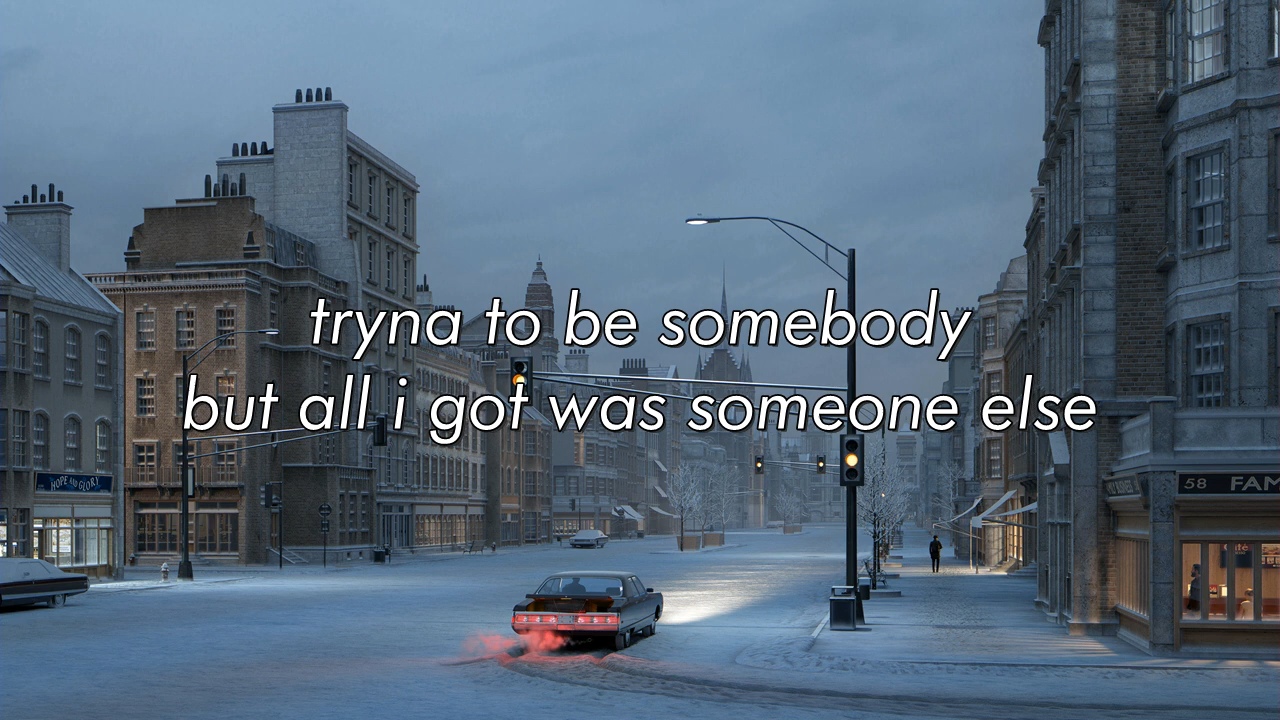 tryna to be somebody
but all i got was someone else
HOPE AND GLORY
58 FAM